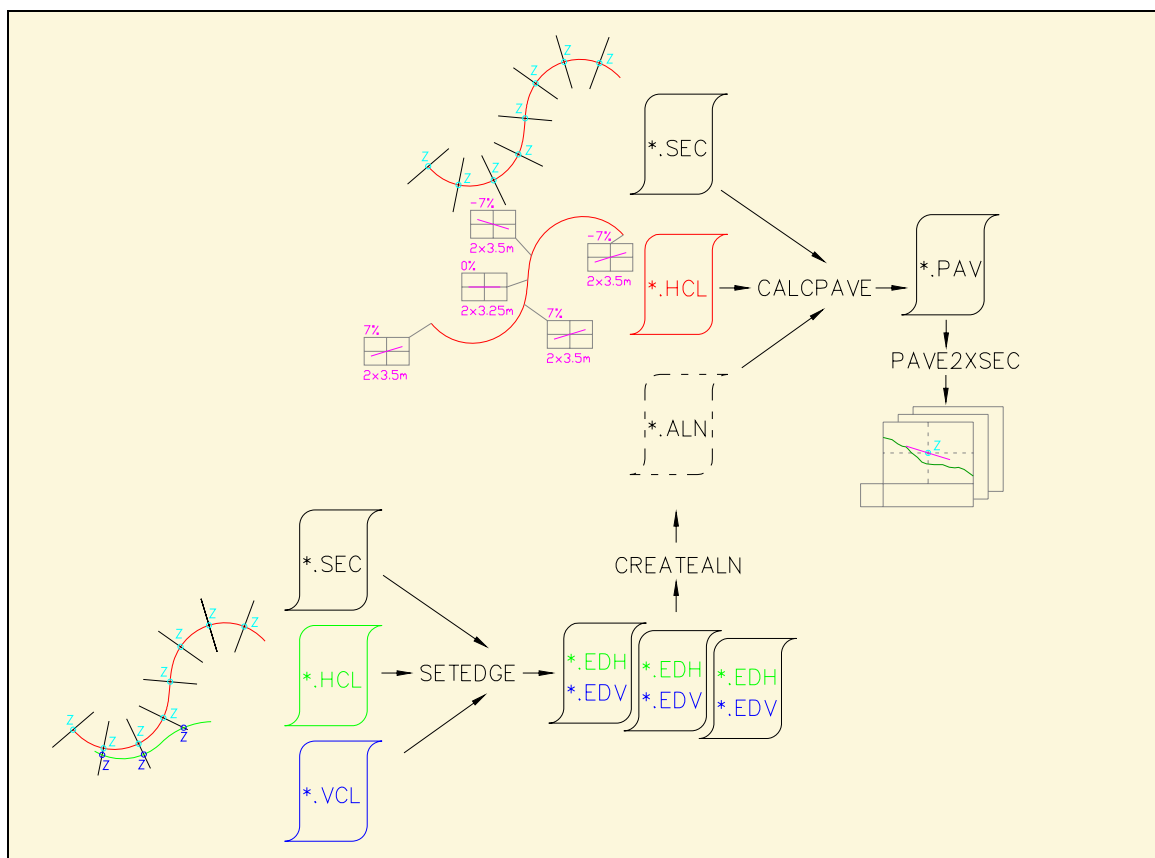 Z
Z
Z
Z
Z
Z
Z
Z
*.SEC
-7%
2x3.5m
-7%
2x3.5m
0%
2x3.25m
7%
2x3.5m
7%
2x3.5m
*.HCL
CALCPAVE
*.PAV
PAVE2XSEC
*.ALN
Z
*.SEC
CREATEALN
Z
Z
Z
Z
Z
Z
Z
Z
Z
Z
Z
*.HCL
SETEDGE
*.EDH
*.EDV
*.EDH
*.EDV
*.EDH
*.EDV
*.VCL